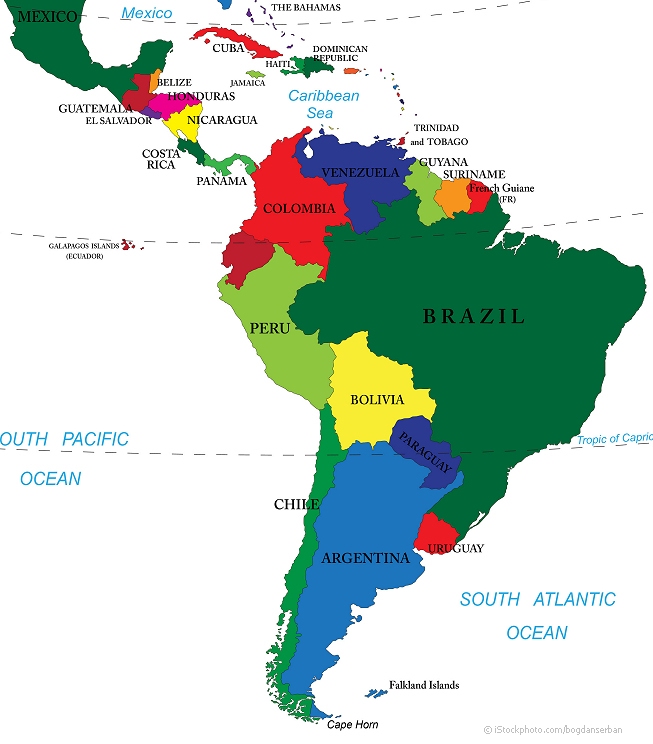 THE BAHAMAS
Mexico
MEXICO
CUBA
DOMINICAN
REPUBLIC
HAITI
JAMAICA
BELIZE
Caribbean
Sea
HONDURAS
GUATEMALA
EL SALVADOR
NICARAGUA
TRINIDAD
and TOBAGO
COSTA
RICA
PANAMA
VENEZUELA
GUYANA
SURINAME
French Guiane
(FR)
COLOMBIA
GALAPAGOS ISLANDS
(ECUADOR)
BRAZIL
PERU
BOLIVIA
OUTH PACIFIC
OCEAN
PARAGUAY
Tropic of Capric
CHILE
ARGENTINA
URUGUAY
SOUTH ATLANTIC
OCEAN
Falkland Islands
Cape Horn
© iStockphoto.com/bogdanserban